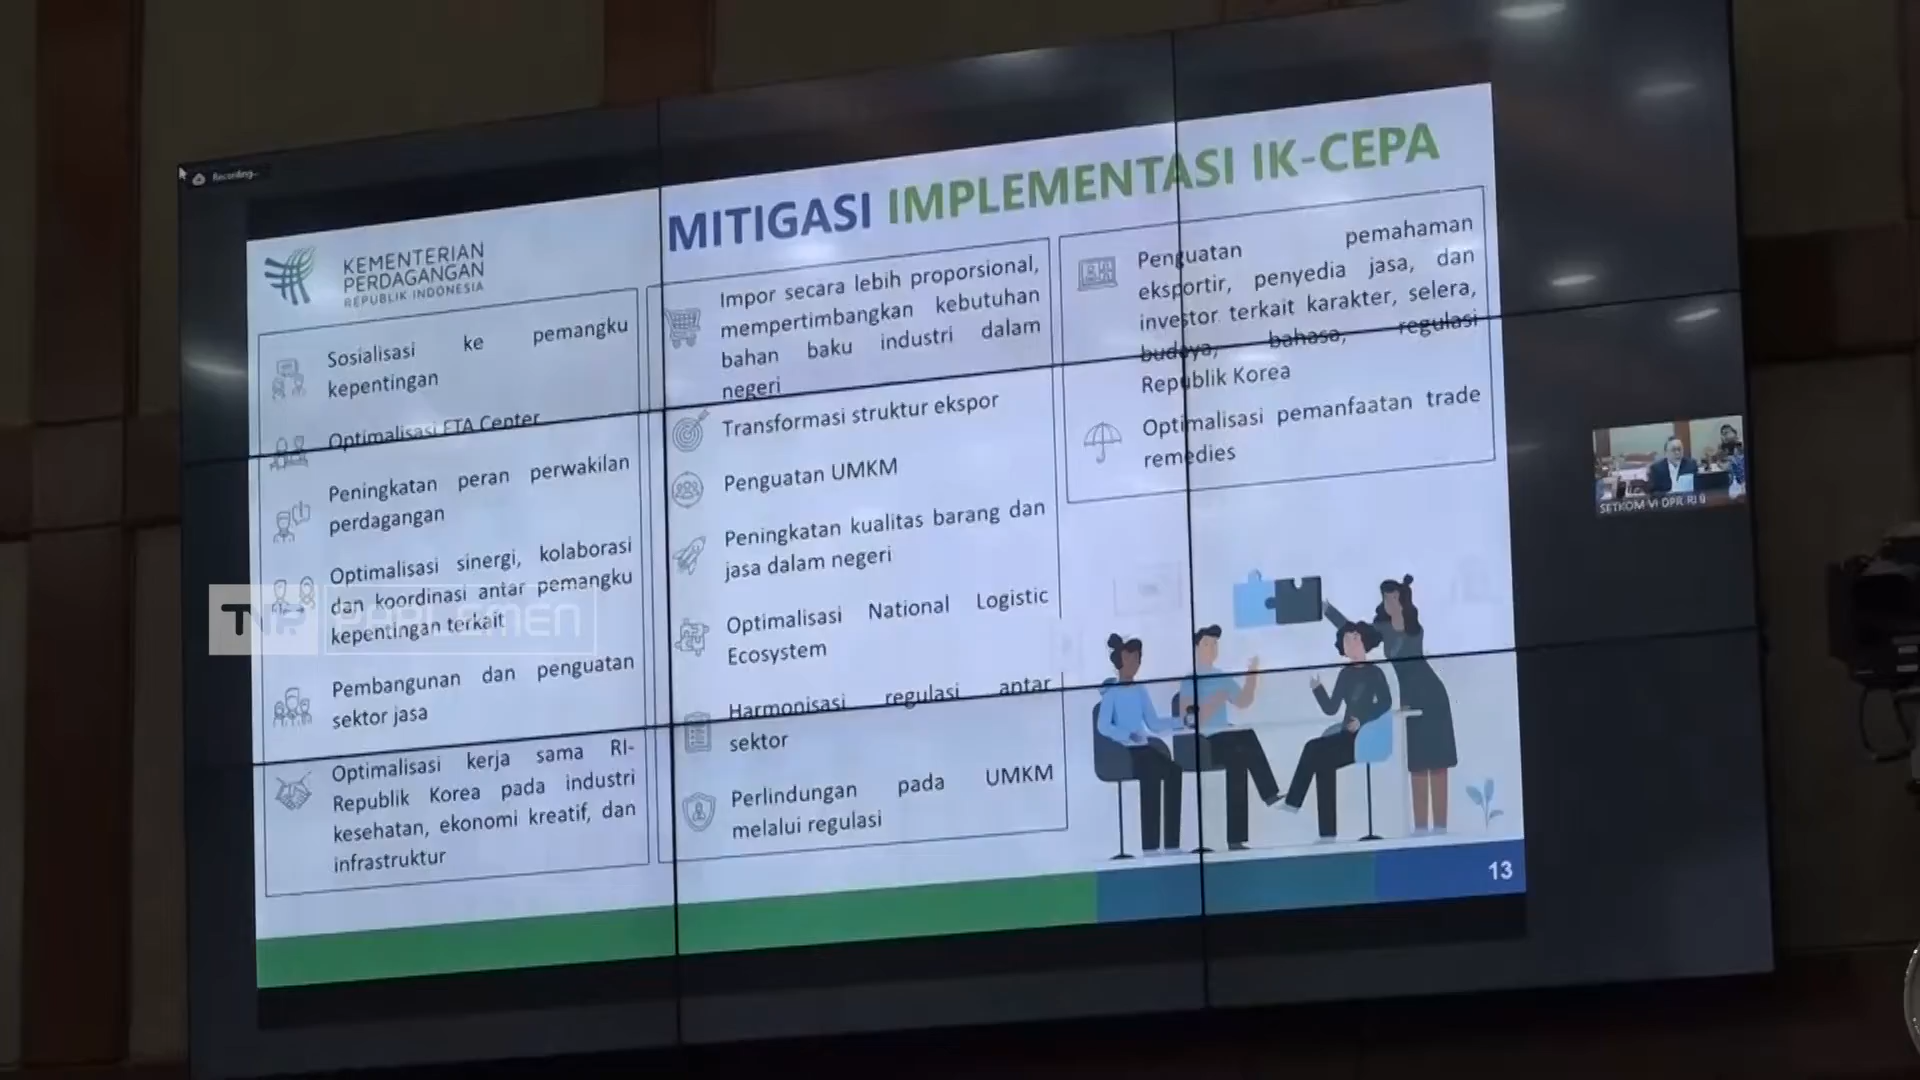 Recording...
MITIGASI IMPLEMENTASI IK-CEPA
KEMENTERIAN
PERDAGANGAN
REPUBLIK INDONESIA
Sosialisasi ke pemangku
kepentingan
Optimalisasi FTA Center
Peningkatan peran perwakilan
perdagangan
Optimalisasi sinergi, kolaborasi
dan koordinasi antar pemangku
kepentingan terkait
Pembangunan dan penguatan
sektor jasa
Optimalisasi kerja sama RI-
Republik Korea pada industri
kesehatan, ekonomi kreatif, dan
infrastruktur
Impor secara lebih proporsional,
mempertimbangkan kebutuhan
bahan baku industri dalam
negeri
Transformasi struktur ekspor
Penguatan UMKM
Peningkatan kualitas barang dan
jasa dalam negeri
Optimalisasi National Logistic
Ecosystem
Harmonisasi regulasi antar
sektor
Perlindungan pada UMKM
melalui regulasi
Penguatan pemahaman
eksportir, penyedia jasa, dan
investor terkait karakter, selera,
budaya, bahasa, regulasi
Republik Korea
Optimalisasi pemanfaatan trade
remedies
13
SETKOM VI DPR RI
TVR PARLEMEN